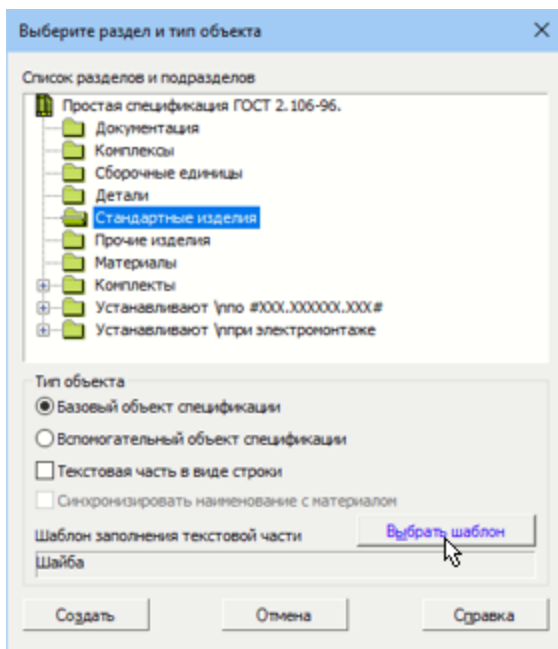 Выберите раздел и тип объекта
Список разделов и подразделов
Простая спецификация ГОСТ 2.106-96.
Документация
Комплексы
Сборочные единицы
Детали
Стандартные изделия
Прочие изделия
Материалы
Комплекты
Устанавливают \nпо #XXX.XXXXXX.XXX#
Устанавливают \nпри электромонтаже
Тип объекта
Базовый объект спецификации
Вспомогательный объект спецификации
Текстовая часть в виде строки
Синхронизировать наименование с материалом
Шаблон заполнения текстовой части
Выбрать шаблон
Шайба
Создать
Отмена
Справка